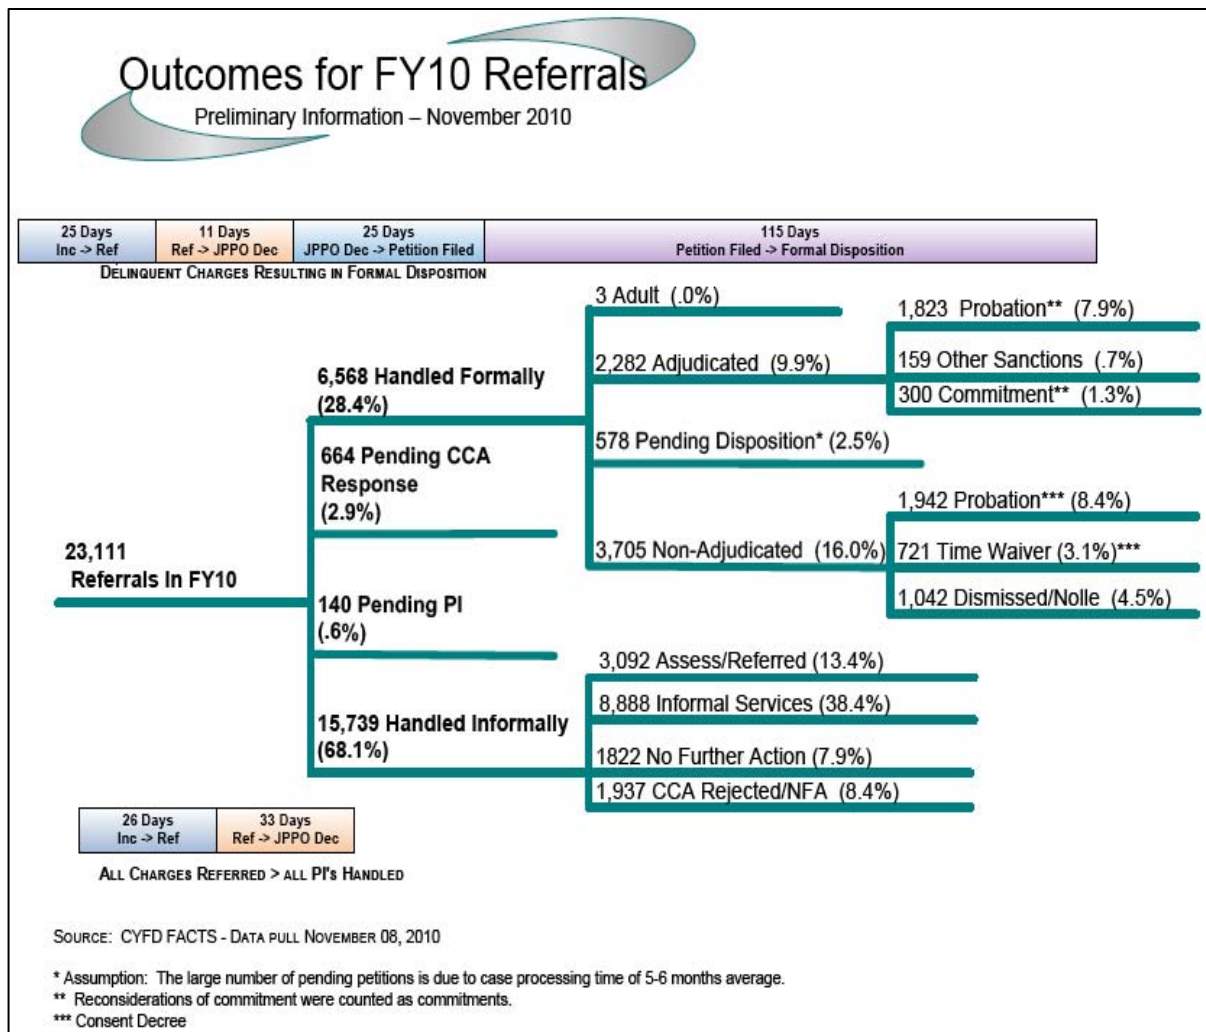 Outcomes for FY10 Referrals
Preliminary Information – November 2010
25 Days
Inc -> Ref
11 Days
Ref -> JPPO Dec
25 Days
JPPO Dec -> Petition Filed
115 Days
Petition Filed -> Formal Disposition
DELINQUENT CHARGES RESULTING IN FORMAL DISPOSITION
23,111
Referrals In FY10
6,568 Handled Formally
(28.4%)
664 Pending CCA
Response
(2.9%)
140 Pending PI
(.6%)
15,739 Handled Informally
(68.1%)
3 Adult (.0%)
2,282 Adjudicated (9.9%)
578 Pending Disposition* (2.5%)
3,705 Non-Adjudicated (16.0%)
1,823 Probation** (7.9%)
159 Other Sanctions (.7%)
300 Commitment** (1.3%)
1,942 Probation*** (8.4%)
721 Time Waiver (3.1%)***
1,042 Dismissed/Nolle (4.5%)
3,092 Assess/Referred (13.4%)
8,888 Informal Services (38.4%)
1822 No Further Action (7.9%)
1,937 CCA Rejected/NFA (8.4%)
26 Days
Inc -> Ref
33 Days
Ref -> JPPO Dec
ALL CHARGES REFERRED > ALL PI'S HANDLED
SOURCE: CYFD FACTS - DATA PULL NOVEMBER 08, 2010
* Assumption: The large number of pending petitions is due to case processing time of 5-6 months average.
** Reconsiderations of commitment were counted as commitments.
*** Consent Decree